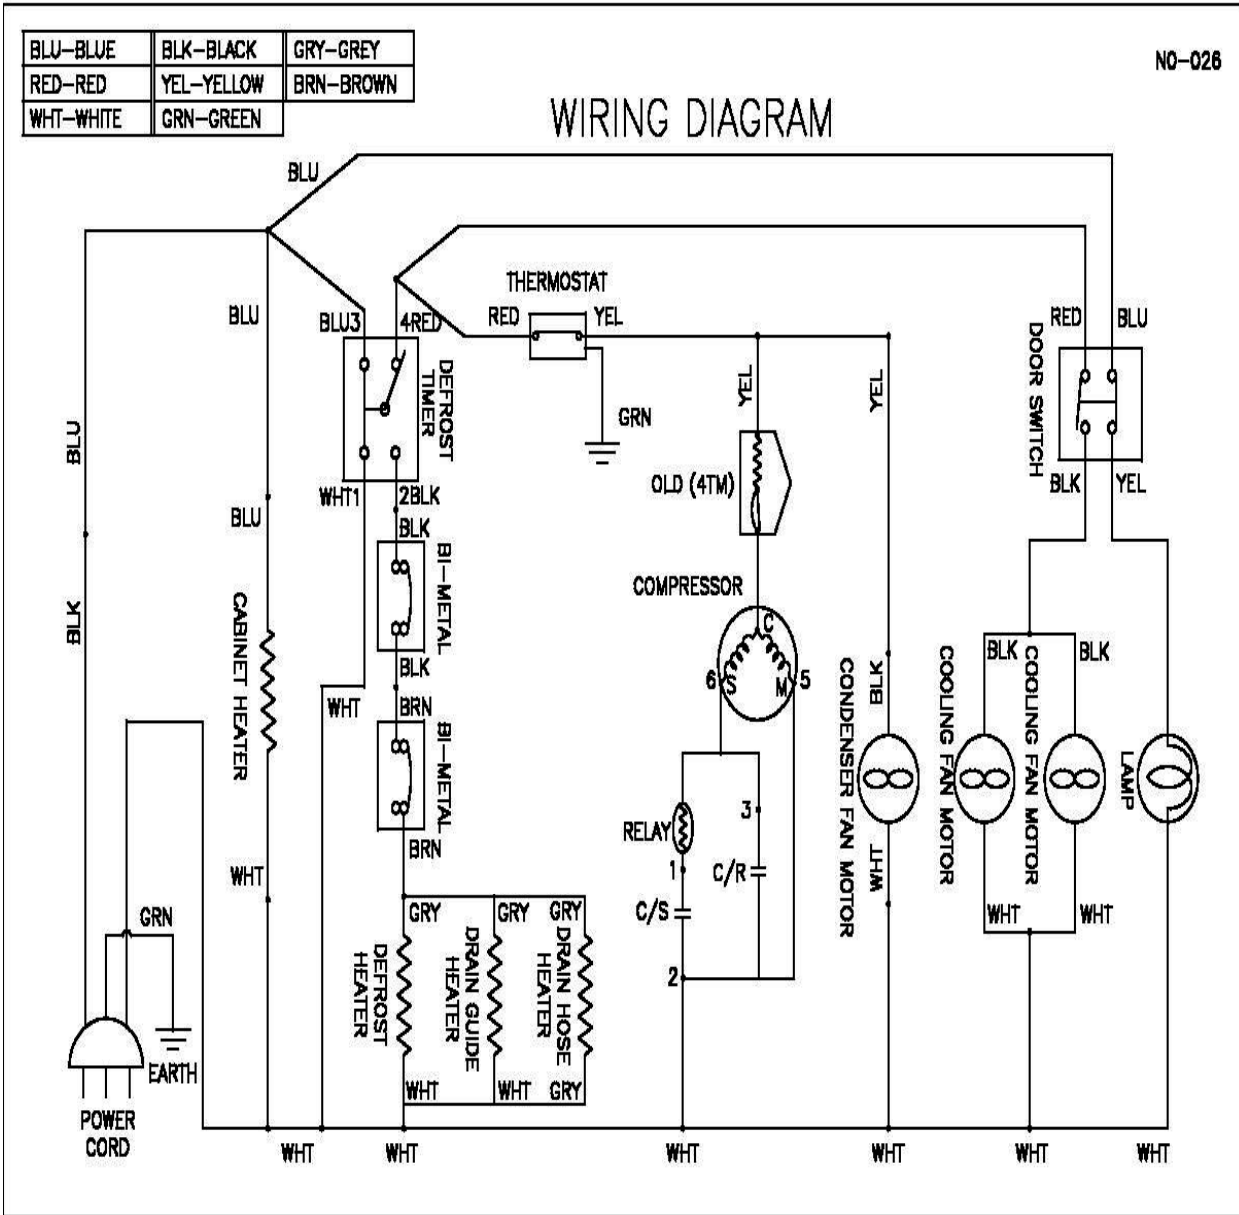 BLU-BLUE BLK-BLACK GRY-GREY
RED-RED YEL-YELLOW BRN-BROWN
WHT-WHITE GRN-GREEN
NO-026
WIRING DIAGRAM
BLU
THERMOSTAT
BLU
BLU3
4RED
RED
YEL
RED
BLU
DEFROST
TIMER
GRN
YEL
YEL
DOOR SWITCH
BLU
WHT1
2BLK
OLD (4TM)
BLK
YEL
BLU
BLK
BI-METAL
COMPRESSOR
BLK
CABINET HEATER
BLK
C
6
S
M
5
BLK
COOLING FAN MOTOR
BLK
COOLING FAN MOTOR
WHT
BRN
BI-METAL
CONDENSER FAN MOTOR
LAMP
RELAY
3
BRN
WHT
1
C/R
WHT
GRN
GRY
GRY
GRY
C/S
WHT
WHT
DEFROST
HEATER
DRAIN GUIDE
HEATER
DRAIN HOSE
HEATER
2
EARTH
WHT
WHT
GRY
POWER
CORD
WHT
WHT
WHT
WHT
WHT
WHT